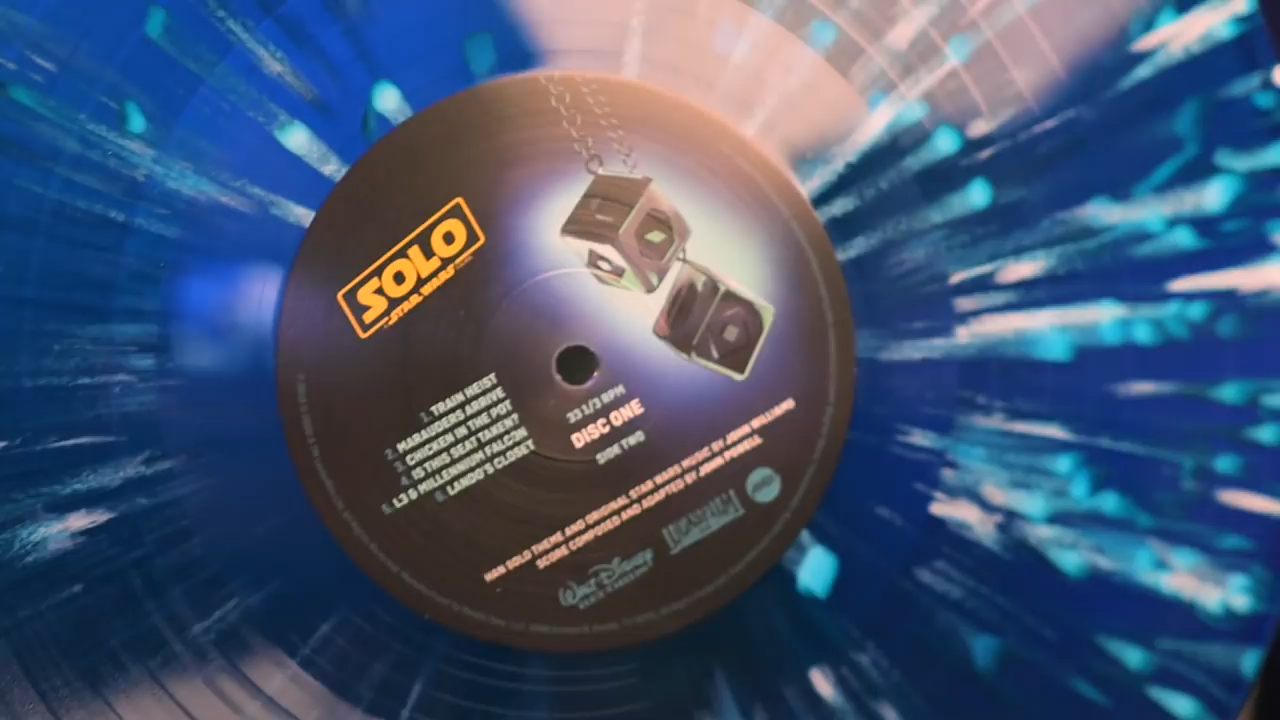 SOLO
STAR WARS
1. TRAIN HEIST
2. MARAUDERS ARRIVE
3. CHICKEN IN THE POT
4. IS THIS SEAT TAKEN?
5. L3 & MILLENNIUM FALCON
6. LANDO'S CLOSET
33 1/3 RPM
DISC ONE
SIDE TWO
HAN SOLO THEME AND ORIGINAL STAR WARS MUSIC BY JOHN WILLIAMS
SCORE COMPOSED AND ADAPTED BY JOHN POWELL
WALT DISNEY
RECORDS
LUCASFILM